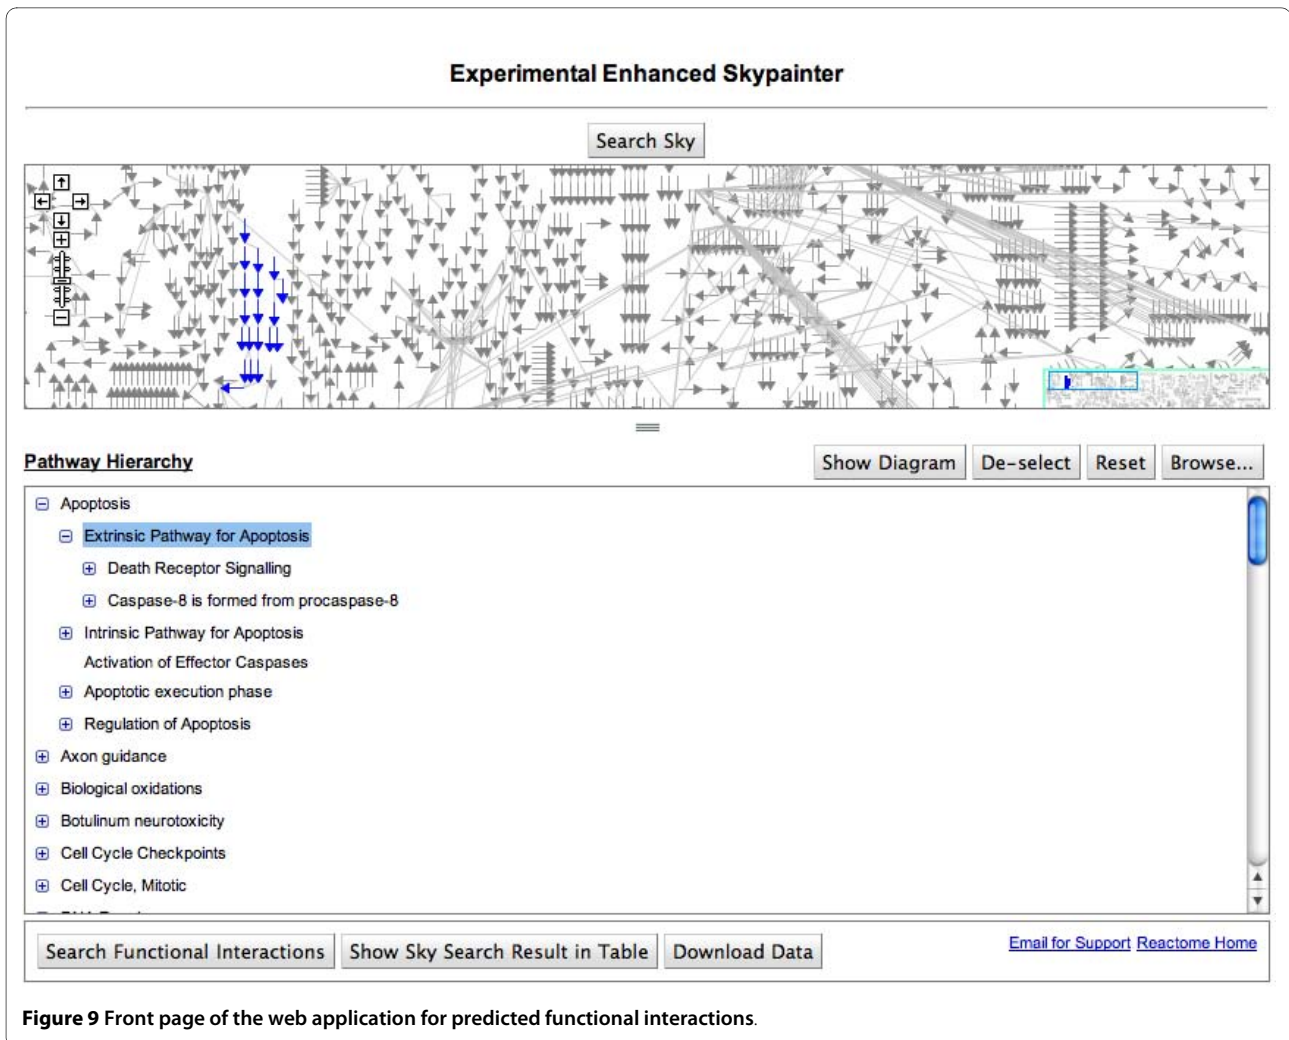 Experimental Enhanced Skypainter
Search Sky
Pathway Hierarchy
Show Diagram De-select Reset Browse...
Apoptosis
Extrinsic Pathway for Apoptosis
Death Receptor Signalling
Caspase-8 is formed from procaspase-8
Intrinsic Pathway for Apoptosis
Activation of Effector Caspases
Apoptotic execution phase
Regulation of Apoptosis
Axon guidance
Biological oxidations
Botulinum neurotoxicity
Cell Cycle Checkpoints
Cell Cycle, Mitotic
Search Functional Interactions Show Sky Search Result in Table Download Data Email for Support Reactome Home
Figure 9 Front page of the web application for predicted functional interactions.